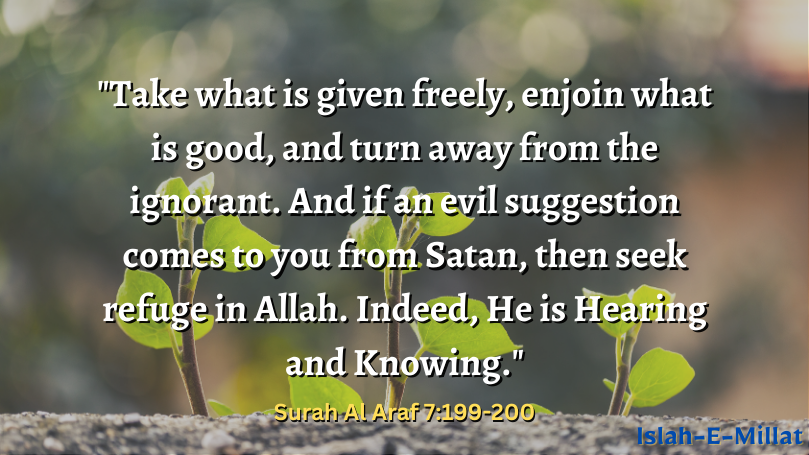 "Take what is given freely, enjoin what
is good, and turn away from the
ignorant. And if an evil suggestion
comes to you from Satan, then seek
refuge in Allah. Indeed, He is Hearing
and Knowing."
Surah Al Araf 7:199-200
Islah-E-Millat